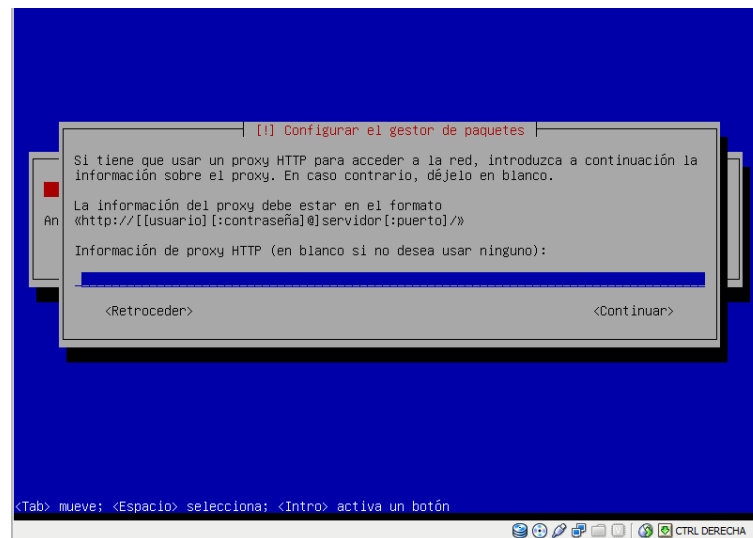 [!] Configurar el gestor de paquetes
Si tiene que usar un proxy HTTP para acceder a la red, introduzca a continuación la
información sobre el proxy. En caso contrario, déjelo en blanco.
La información del proxy debe estar en el formato
«http://[[usuario][:contraseña]@]servidor[:puerto]/»
An
Información de proxy HTTP (en blanco si no desea usar ninguno):
<Retroceder> <Continuar>
<Tab> mueve; <Espacio> selecciona; <Intro> activa un botón
CTRL DERECHA